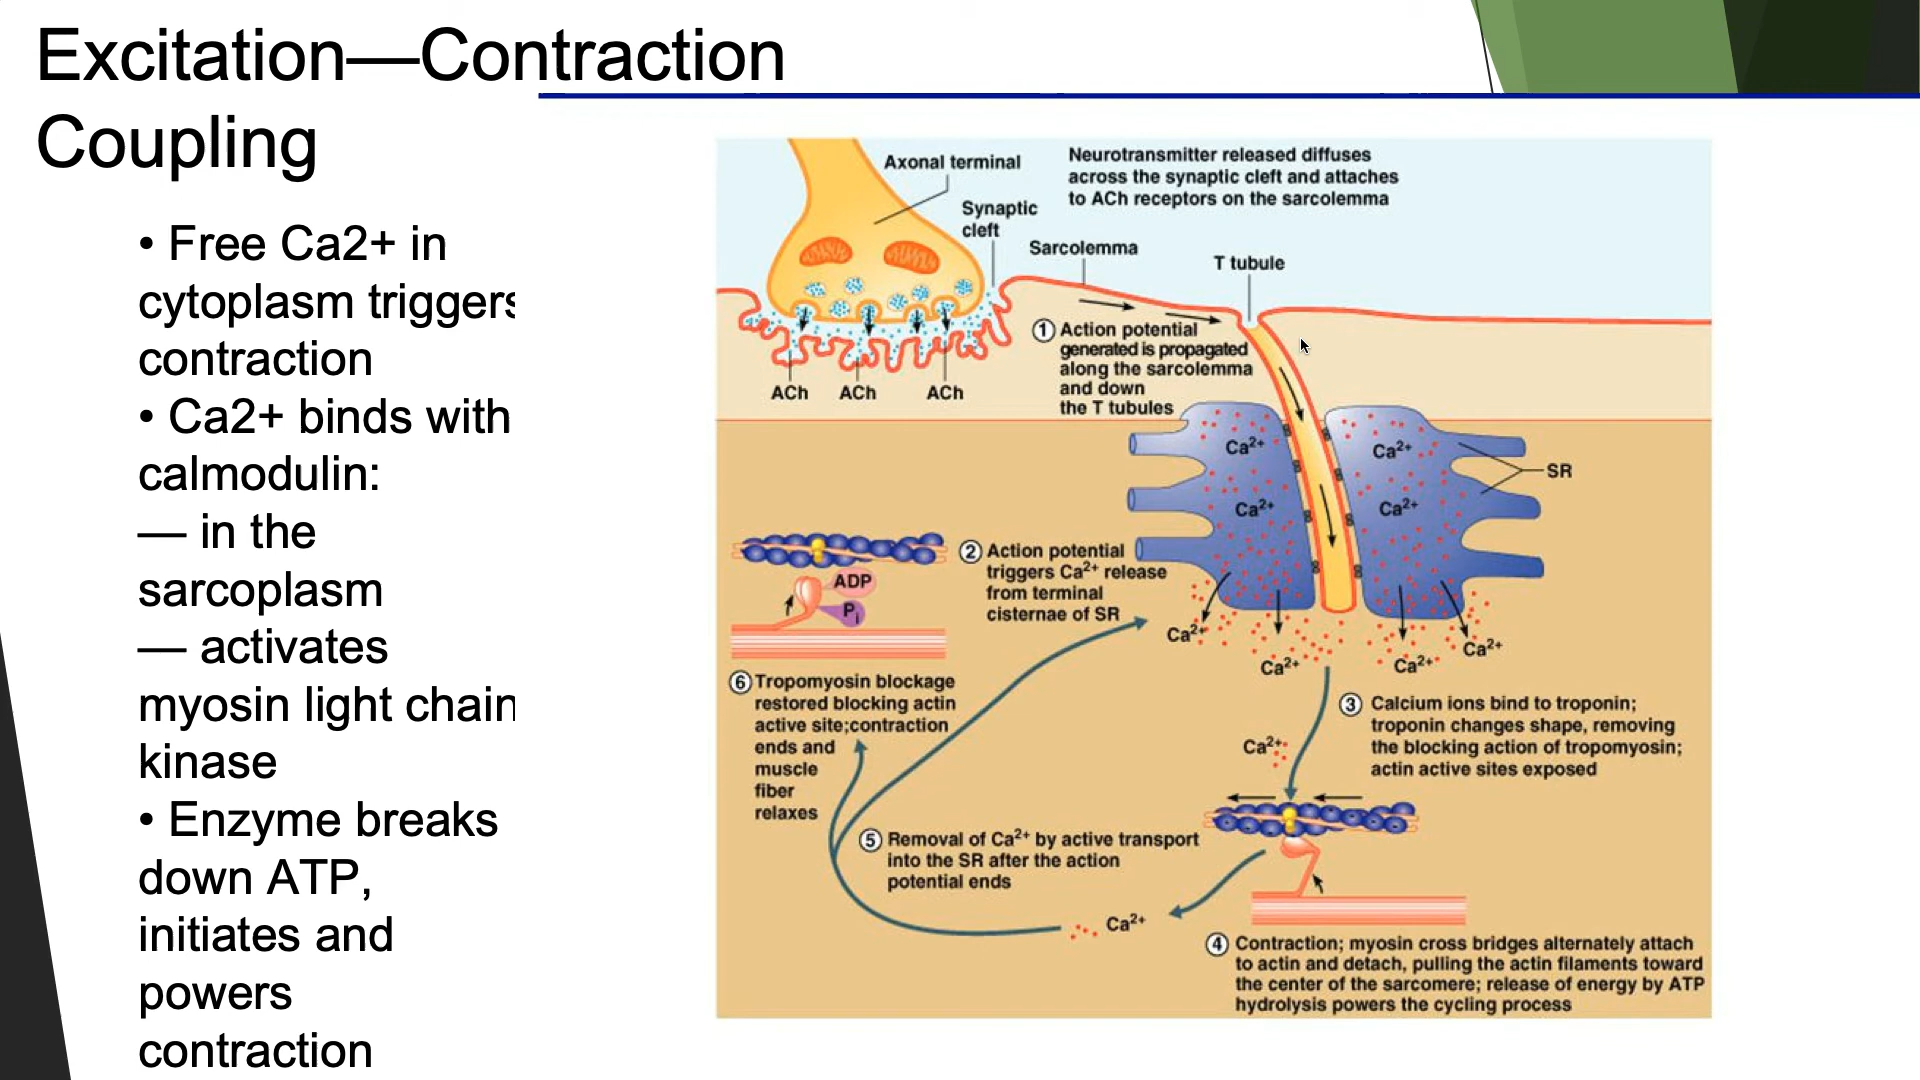 Excitation—Contraction
Coupling
• Free Ca2+ in
cytoplasm triggers
contraction
• Ca2+ binds with
calmodulin:
— in the
sarcoplasm
— activates
myosin light chain
kinase
• Enzyme breaks
down ATP,
initiates and
powers
contraction
Axonal terminal
Neurotransmitter released diffuses
across the synaptic cleft and attaches
to ACh receptors on the sarcolemma
Synaptic
cleft
Sarcolemma
T tubule
ACh
ACh
ACh
1 Action potential
generated is propagated
along the sarcolemma
and down
the T tubules
Ca2+
Ca2+
Ca2+
Ca2+
SR
2 Action potential
triggers Ca2+ release
from terminal
cisternae of SR
ADP
Pi
Ca2+
Ca2+
Ca2+
Ca2+
3 Calcium ions bind to troponin;
troponin changes shape, removing
the blocking action of tropomyosin;
actin active sites exposed
Ca2+
4 Contraction; myosin cross bridges alternately attach
to actin and detach, pulling the actin filaments toward
the center of the sarcomere; release of energy by ATP
hydrolysis powers the cycling process
5 Removal of Ca2+ by active transport
into the SR after the action
potential ends
Ca2+
6 Tropomyosin blockage
restored blocking actin
active site;contraction
ends and
muscle
fiber
relaxes